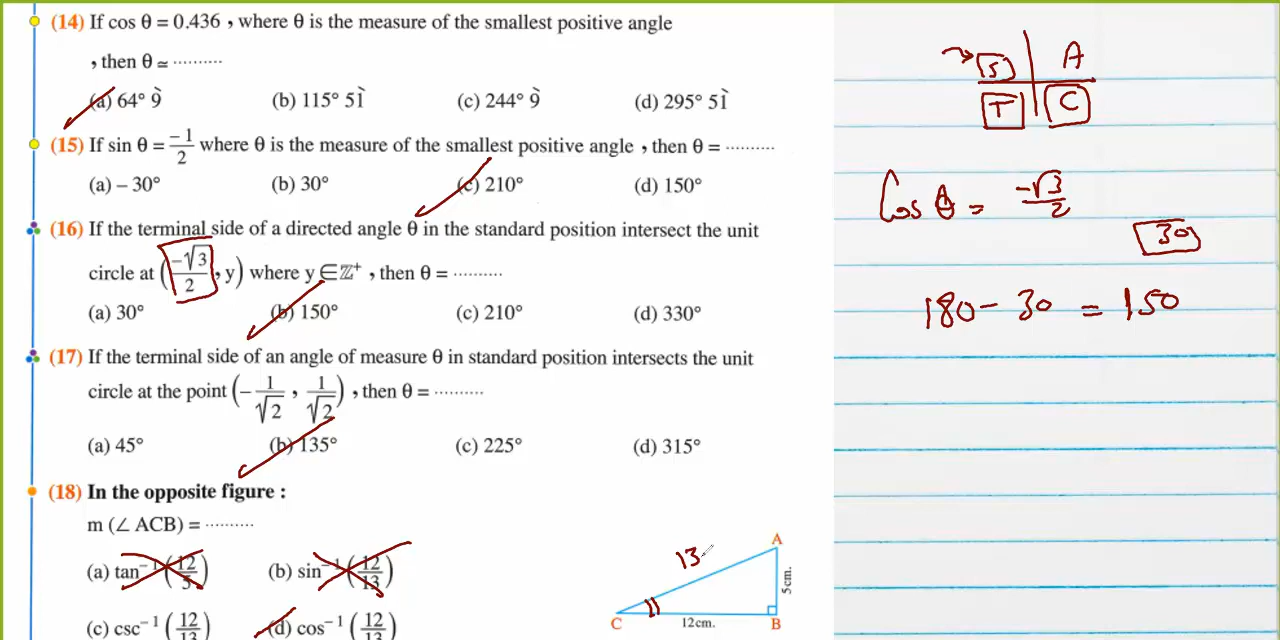 (14) If cos θ = 0.436 , where θ is the measure of the smallest positive angle
, then θ ≃ ··········
(a) 64° 9̀
(b) 115° 51̀
(c) 244° 9̀
(d) 295° 51̀
(15) If sin θ = -1/2 where θ is the measure of the smallest positive angle , then θ = ··········
(a) – 30°
(b) 30°
(c) 210°
(d) 150°
(16) If the terminal side of a directed angle θ in the standard position intersect the unit
circle at (-√3/2 , y) where y ∈ ℤ⁺ , then θ = ··········
(a) 30°
(b) 150°
(c) 210°
(d) 330°
(17) If the terminal side of an angle of measure θ in standard position intersects the unit
circle at the point (- 1/√2 , 1/√2) , then θ = ··········
(a) 45°
(b) 135°
(c) 225°
(d) 315°
(18) In the opposite figure :
m (∠ ACB) = ··········
(a) tan⁻¹ (12/5)
(b) sin⁻¹ (12/13)
(c) csc⁻¹ (12/13)
(d) cos⁻¹ (12/13)
13
A
5cm.
C
12cm.
B
S
A
T
C
Cos θ = -√3/2
30
180 - 30 = 150